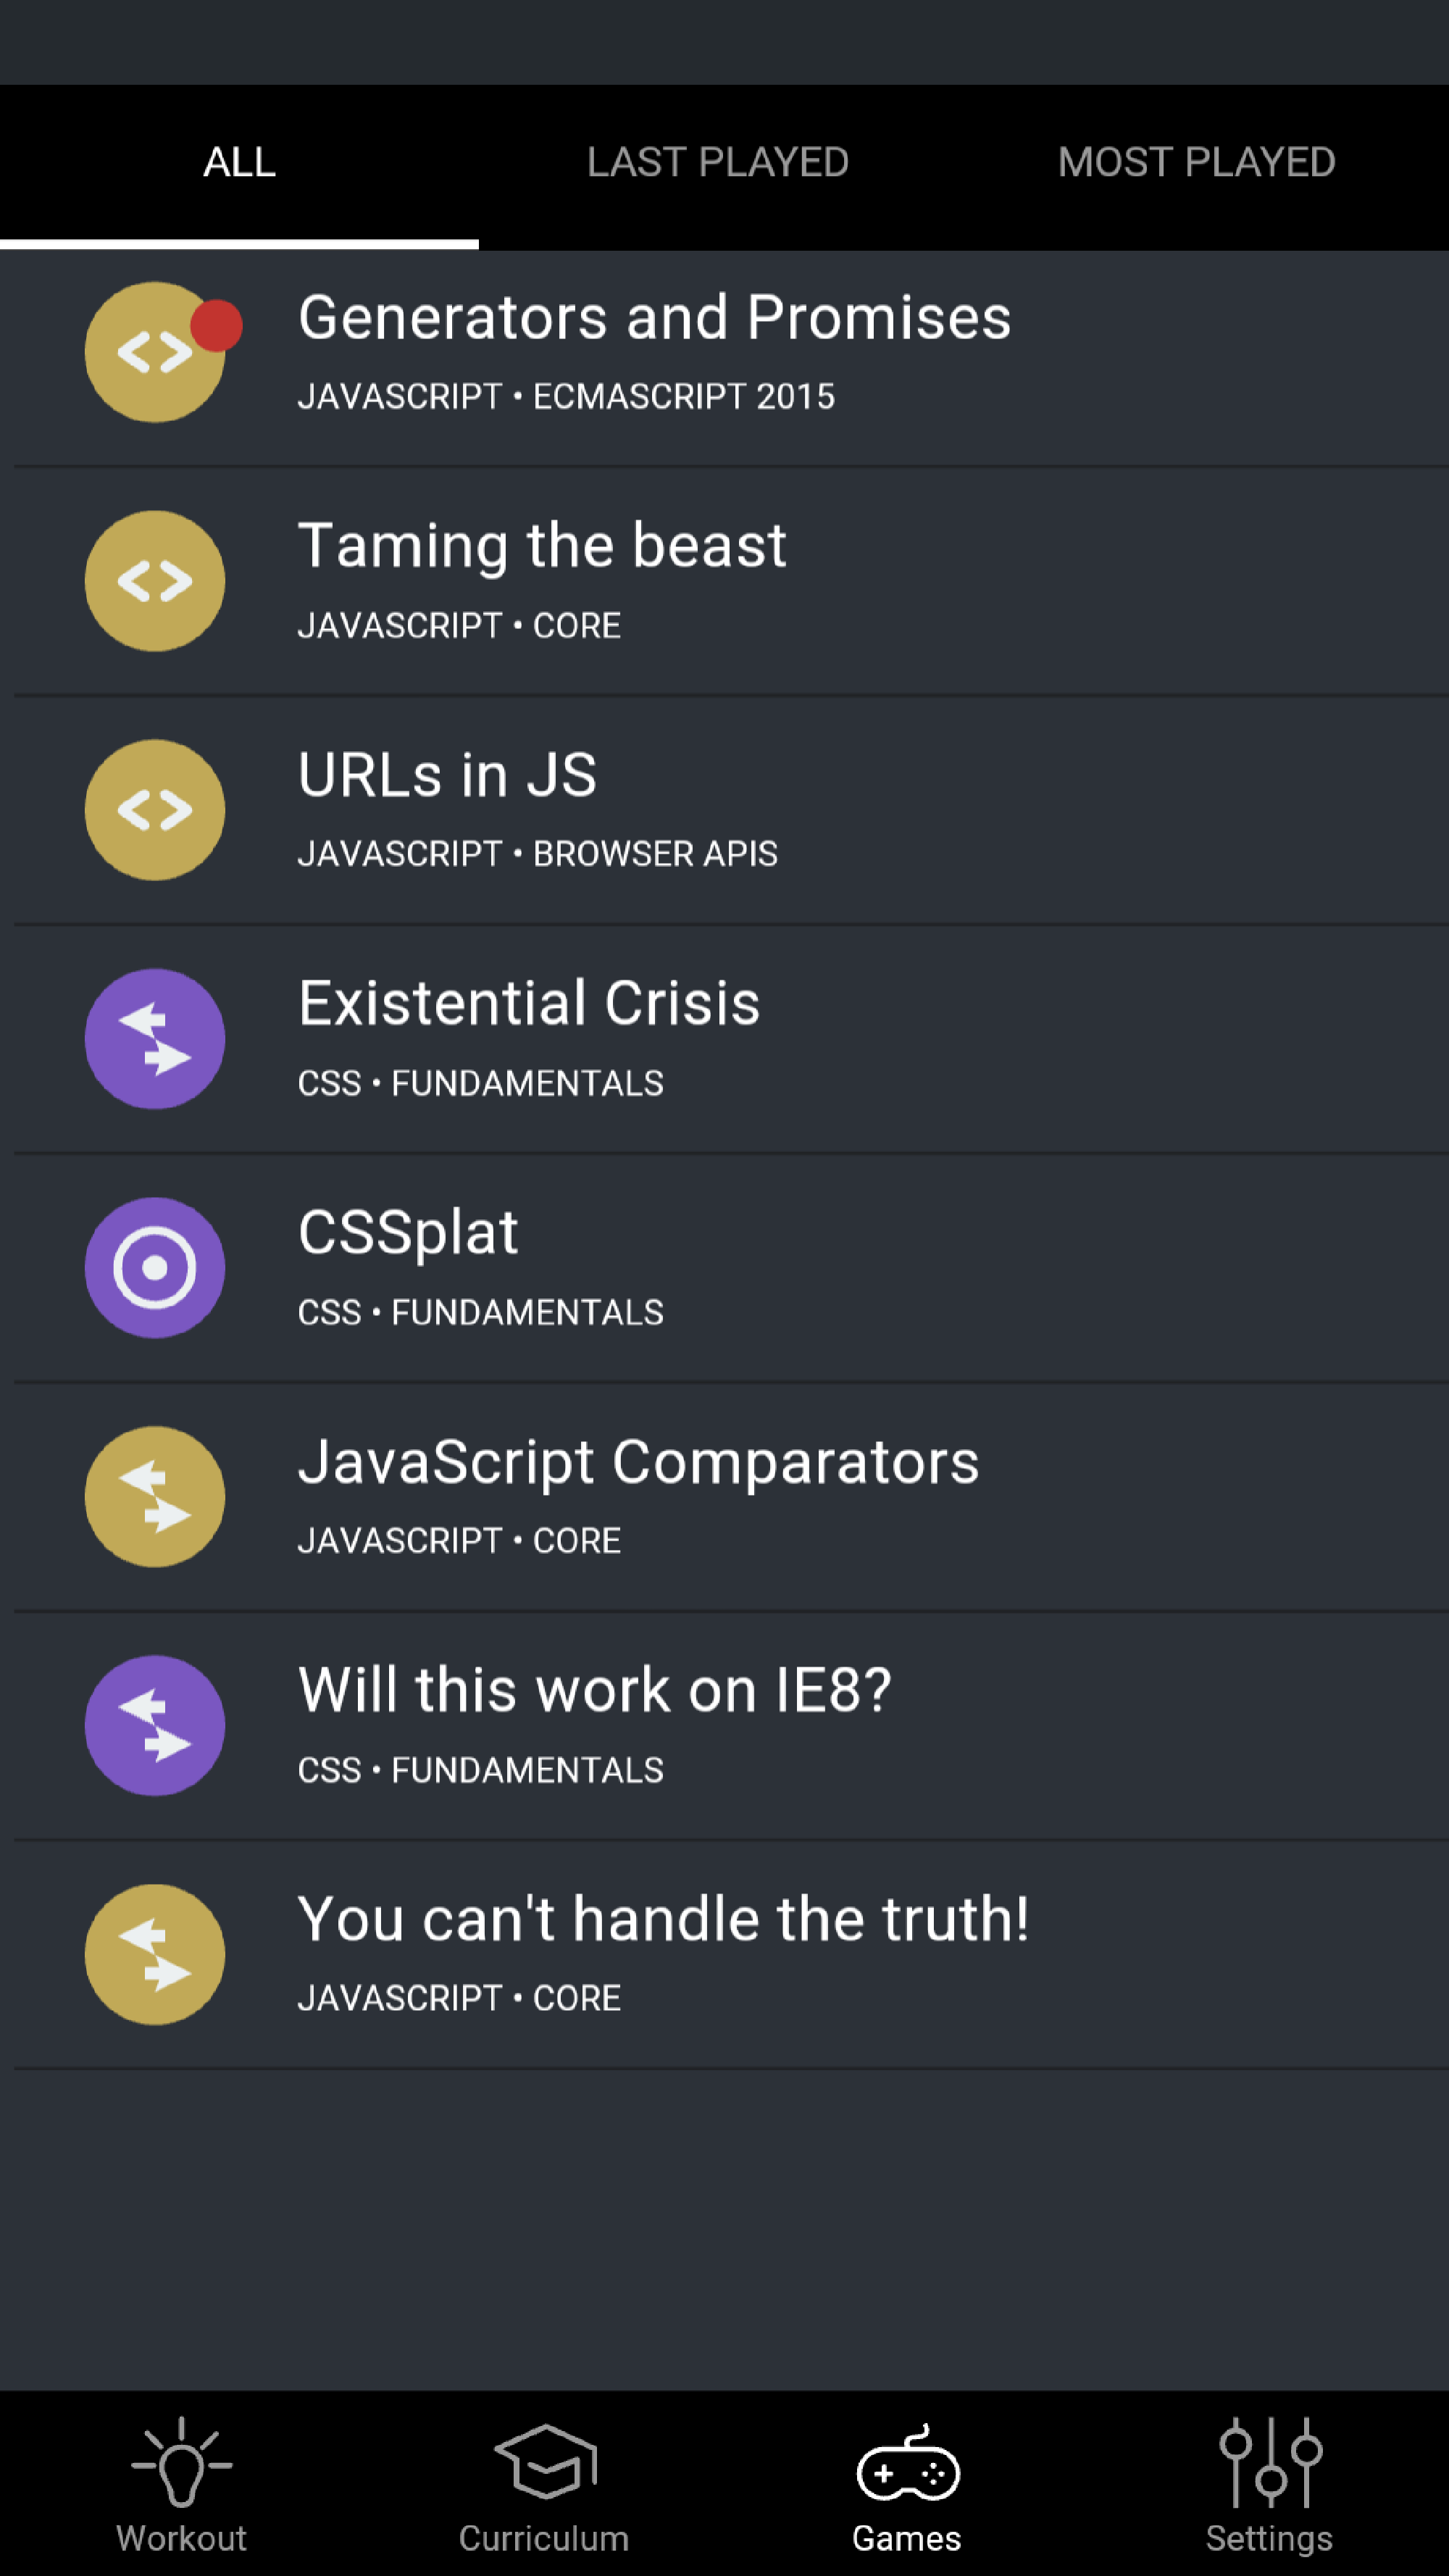 ALL LAST PLAYED MOST PLAYED
Generators and Promises
JAVASCRIPT • ECMASCRIPT 2015
Taming the beast
JAVASCRIPT • CORE
URLs in JS
JAVASCRIPT • BROWSER APIS
Existential Crisis
CSS • FUNDAMENTALS
CSSplat
CSS • FUNDAMENTALS
JavaScript Comparators
JAVASCRIPT • CORE
Will this work on IE8?
CSS • FUNDAMENTALS
You can't handle the truth!
JAVASCRIPT • CORE
Workout Curriculum Games Settings